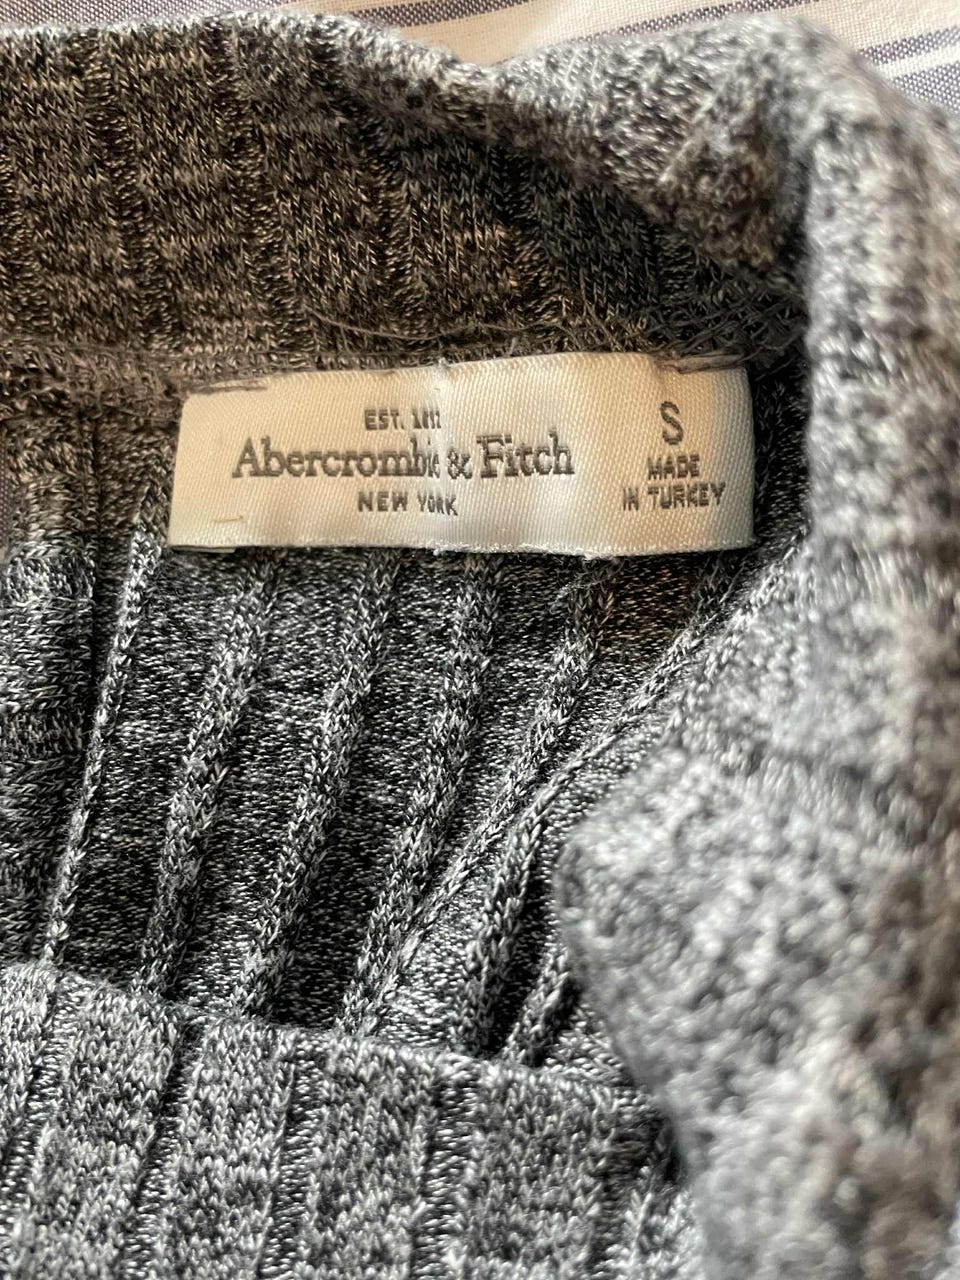 EST. 1892
Abercrombie & Fitch
NEW YORK
S
MADE
IN TURKEY